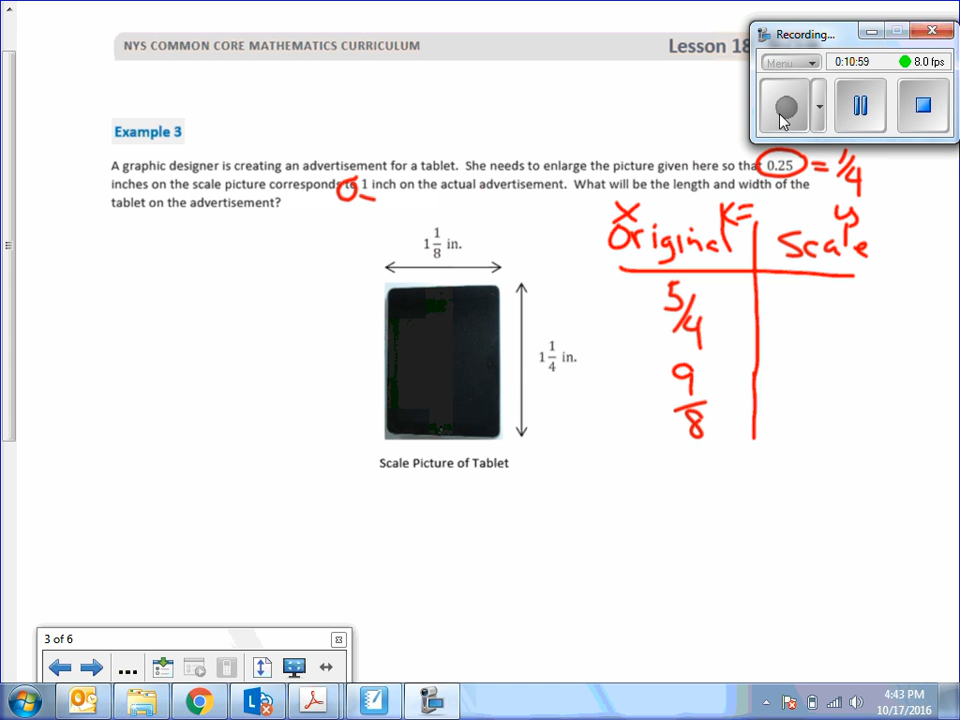 NYS COMMON CORE MATHEMATICS CURRICULUM
Lesson 18
Recording...
Menu
0:10:59
8.0 fps
Example 3
A graphic designer is creating an advertisement for a tablet. She needs to enlarge the picture given here so that 0.25
= 1/4
inches on the scale picture corresponds to 1 inch on the actual advertisement. What will be the length and width of the
tablet on the advertisement?
x K= y
Original Scale
1 1/8 in.
5/4
1 1/4 in.
9/8
Scale Picture of Tablet
3 of 6
...
4:43 PM
10/17/2016